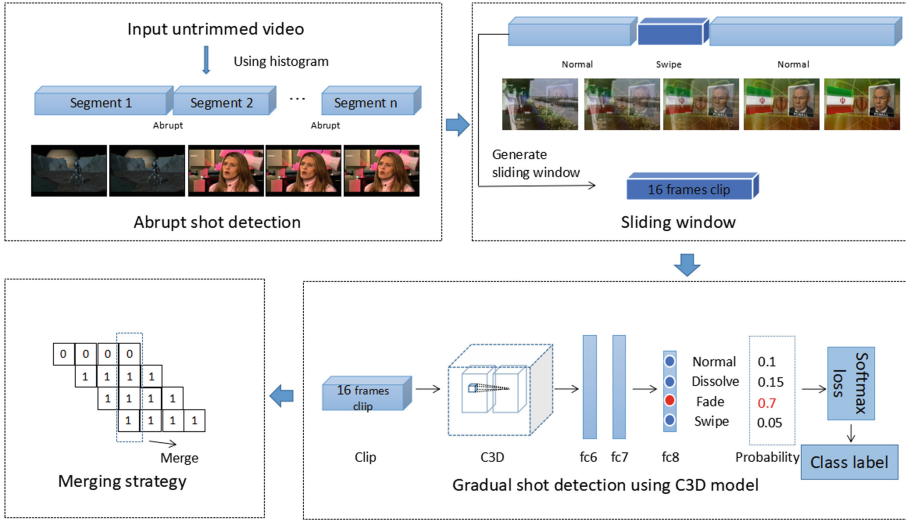 Input untrimmed video
Using histogram
Segment 1
Segment 2
...
Segment n
Abrupt
Abrupt
Abrupt shot detection
Normal
Swipe
Normal
Generate
sliding window
16 frames clip
Sliding window
0 0 0 0
1 1 1 1
1 1 1 1
1 1 1 1
Merge
Merging strategy
16 frames
cliip
Clip
C3D
fc6
fc7
fc8
Normal
Dissolve
Fade
Swipe
0.1
0.15
0.7
0.05
Probability
Softmax
loss
Class label
Gradual shot detection using C3D model